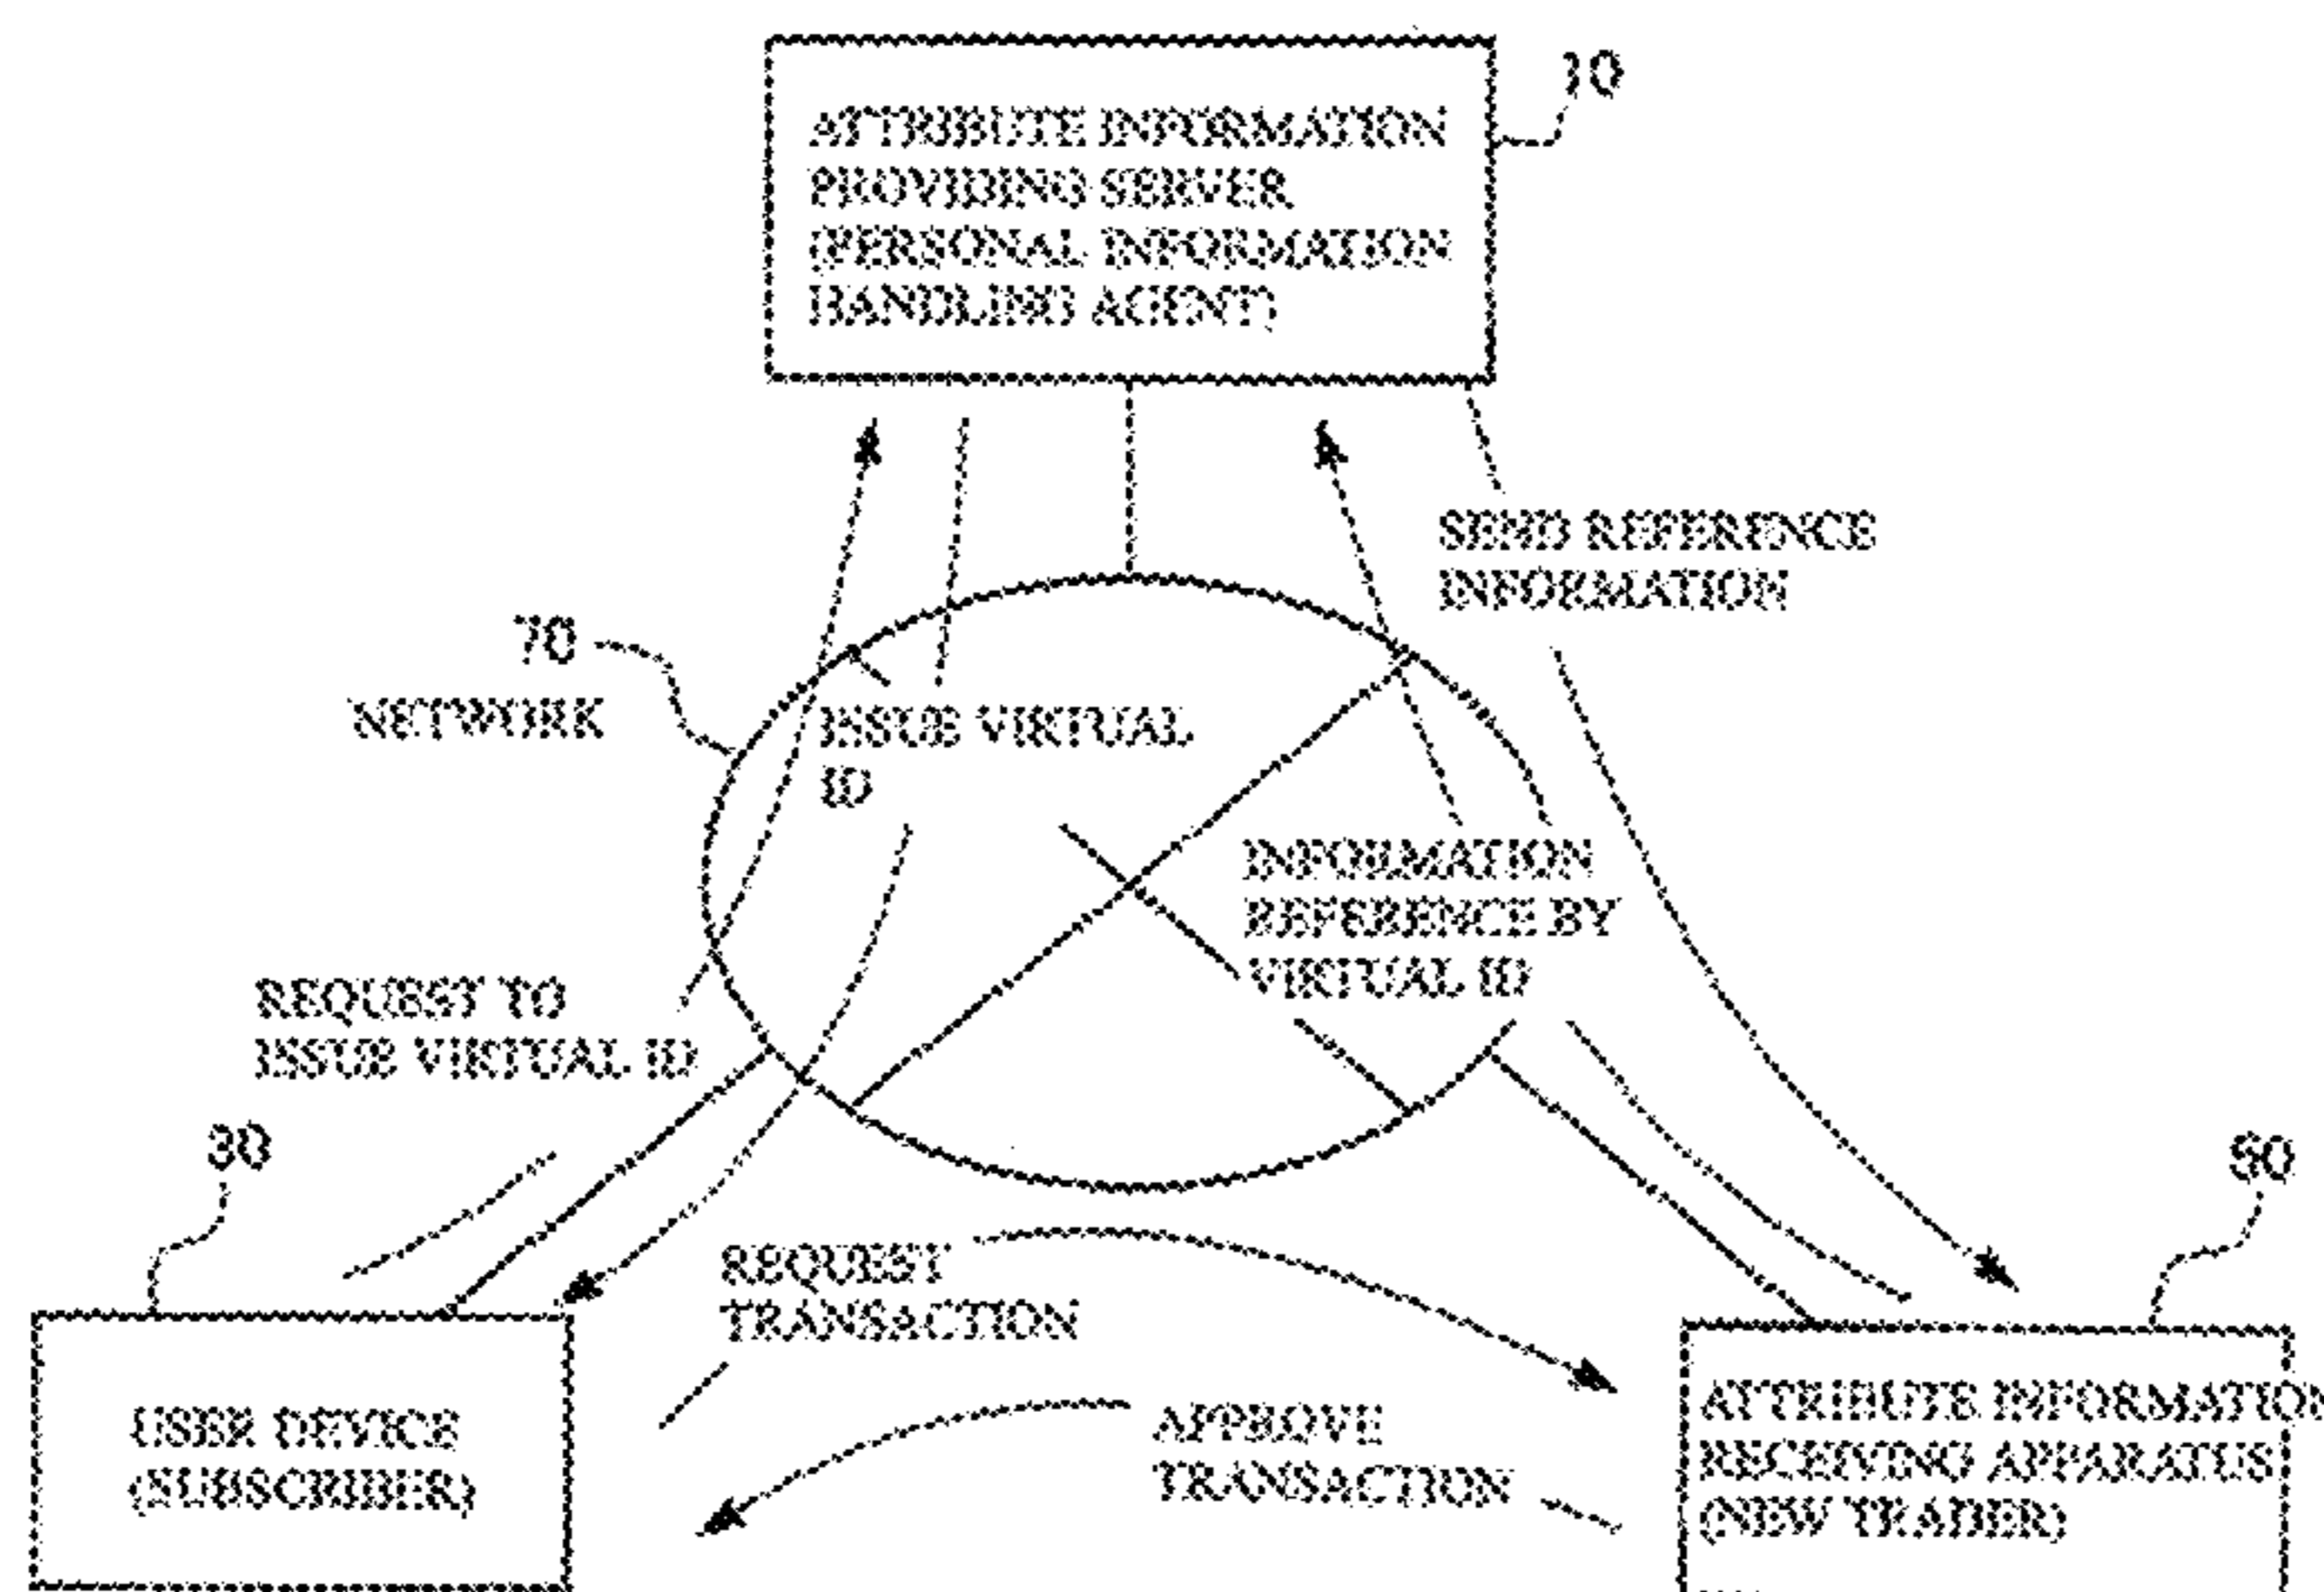 10
ATTRIBUTE INFORMATION
PROVIDING SERVER
(PERSONAL INFORMATION
HANDLING AGENT)
SEND REFERENCE
INFORMATION
70
NETWORK
ISSUE VIRTUAL
ID
INFORMATION
REFERENCE BY
VIRTUAL ID
REQUEST TO
ISSUE VIRTUAL ID
30
REQUEST
TRANSACTION
USER DEVICE
(SUBSCRIBER)
APPROVE
TRANSACTION
ATTRIBUTE INFORMATION
RECEIVING APPARATUS
(NEW TRADER)